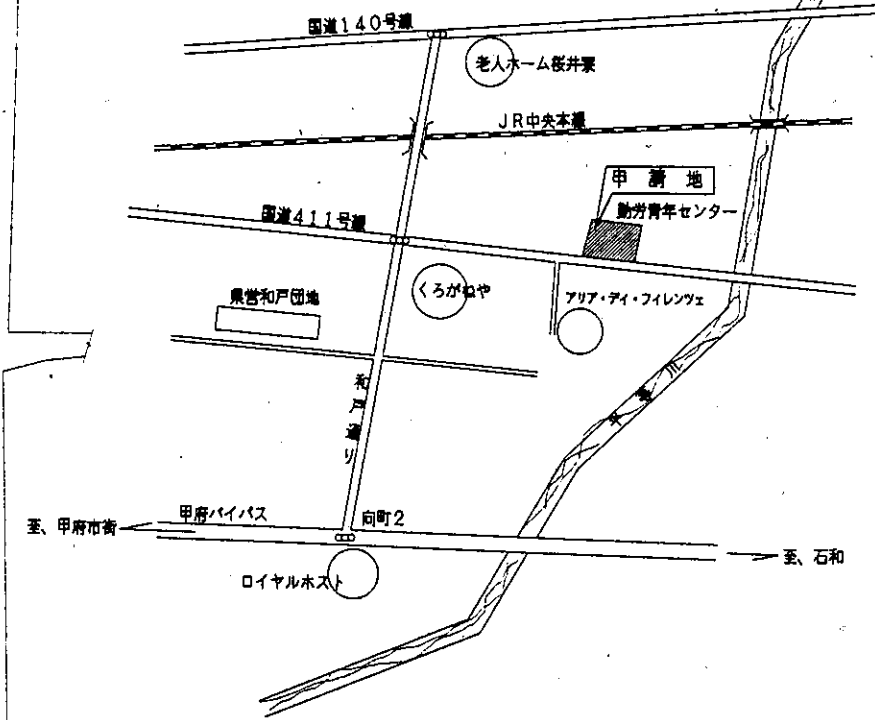 国道140号線
老人ホーム桜井寮
JR中央本線
申請地
勤労青年センター
国道411号線
くろがねや
県営和戸団地
アリア・ディ・フィレンツェ
和戸通り
甲府バイパス
向町2
至、甲府市街
至、石和
ロイヤルホスト